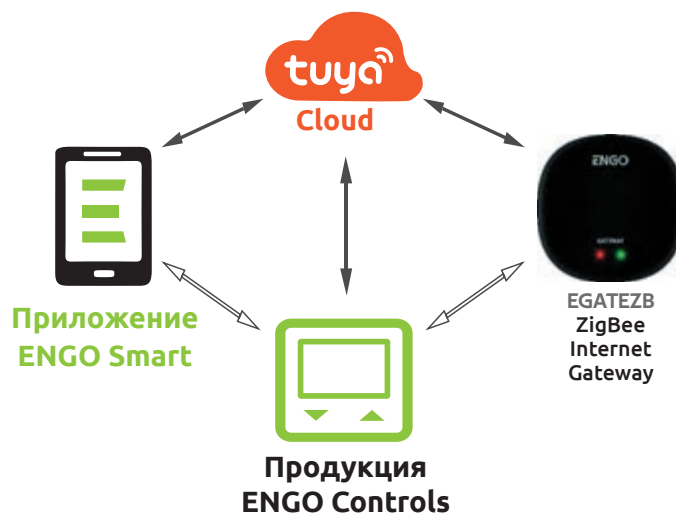 tuya
Cloud
ENGO
GATEWAY
Приложение
ENGO Smart
EGATEZB
ZigBee
Internet
Gateway
Продукция
ENGO Controls